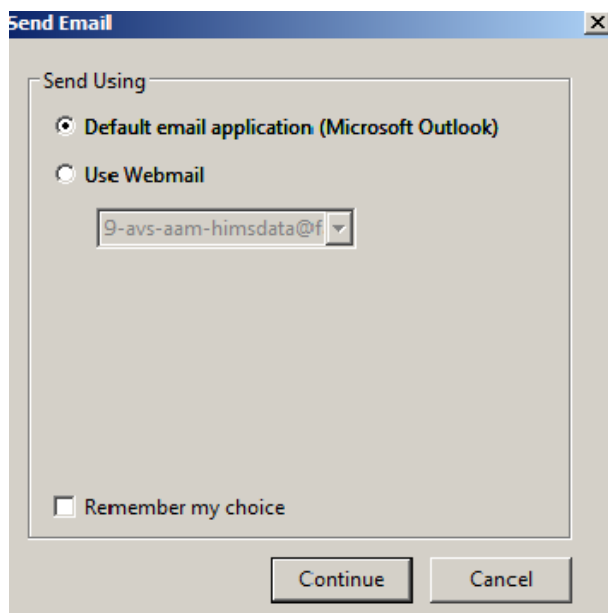 Send Email
Send Using
Default email application (Microsoft Outlook)
Use Webmail
9-avs-aam-himsdata@f
Remember my choice
Continue Cancel